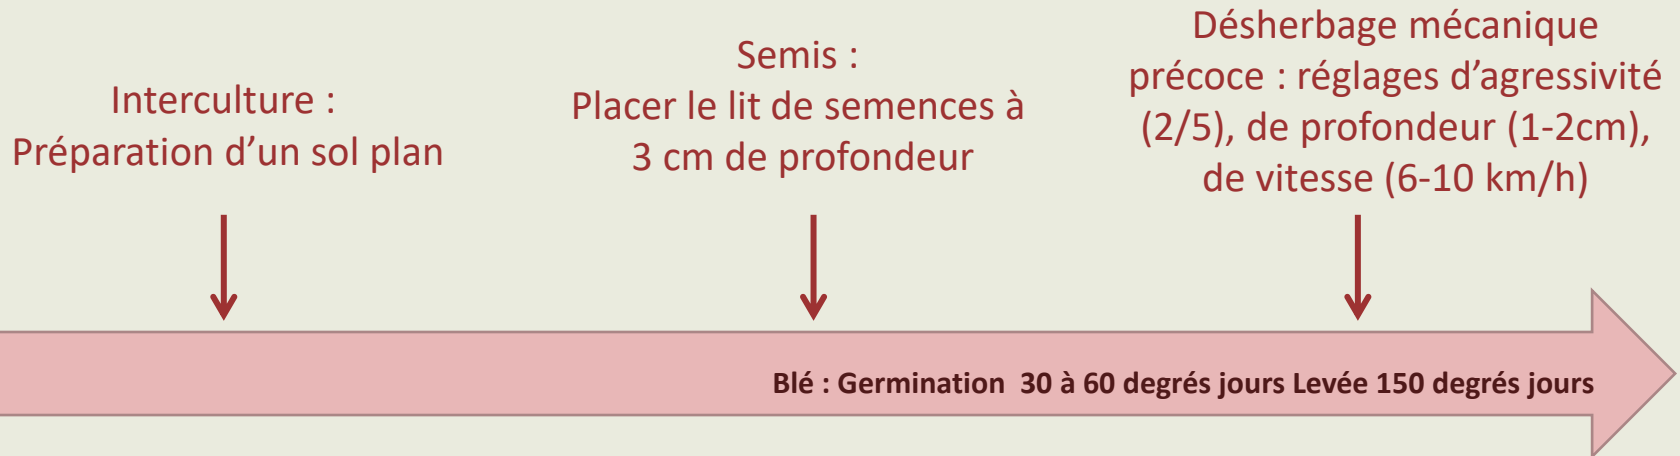 Interculture :
Préparation d’un sol plan
Semis :
Placer le lit de semences à
3 cm de profondeur
Désherbage mécanique
précoce : réglages d’agressivité
(2/5), de profondeur (1-2cm),
de vitesse (6-10 km/h)
Blé : Germination  30 à 60 degrés jours Levée 150 degrés jours